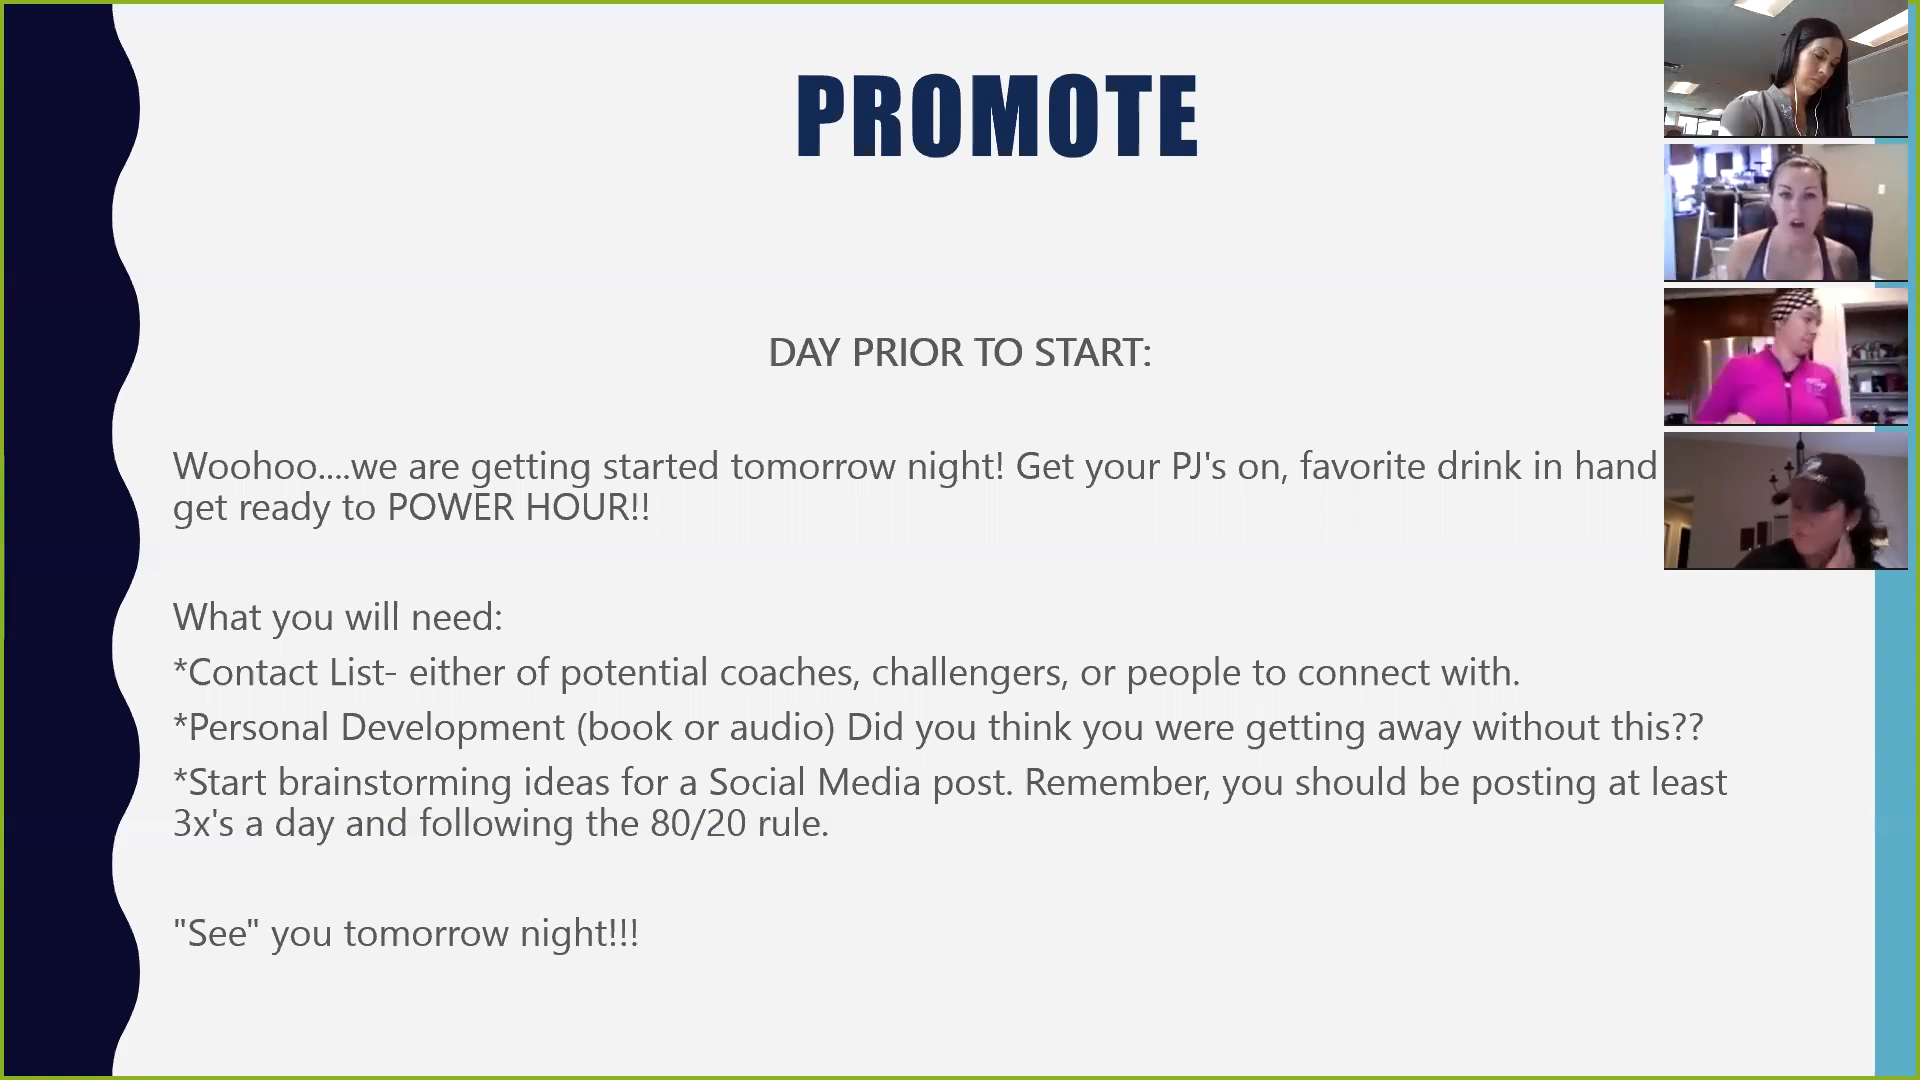 PROMOTE
DAY PRIOR TO START:
Woohoo....we are getting started tomorrow night! Get your PJ's on, favorite drink in hand
get ready to POWER HOUR!!
What you will need:
*Contact List- either of potential coaches, challengers, or people to connect with.
*Personal Development (book or audio) Did you think you were getting away without this??
*Start brainstorming ideas for a Social Media post. Remember, you should be posting at least
3x's a day and following the 80/20 rule.
"See" you tomorrow night!!!